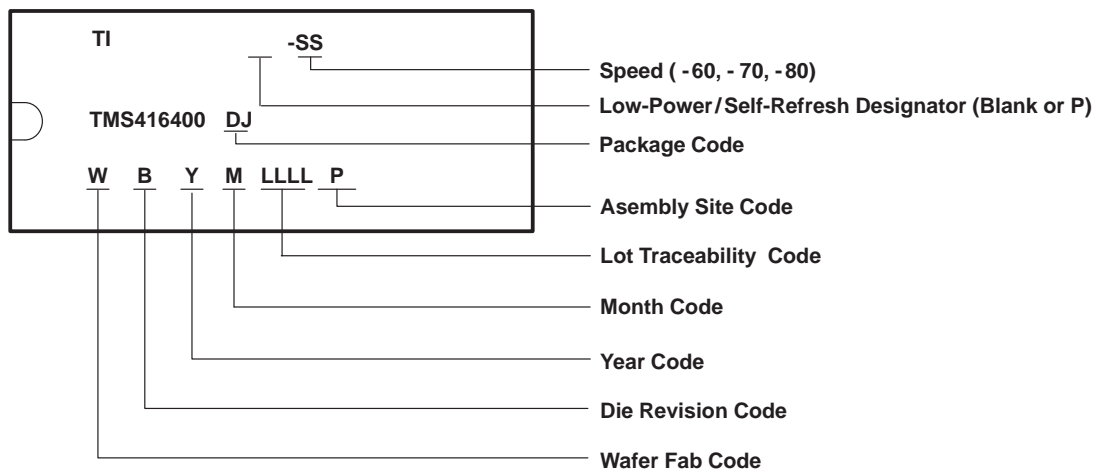 TI -SS
Speed ( -60, - 70, -80)
Low-Power/Self-Refresh Designator (Blank or P)
TMS416400 DJ
Package Code
W B Y M LLLL P
Asembly Site Code
Lot Traceability Code
Month Code
Year Code
Die Revision Code
Wafer Fab Code